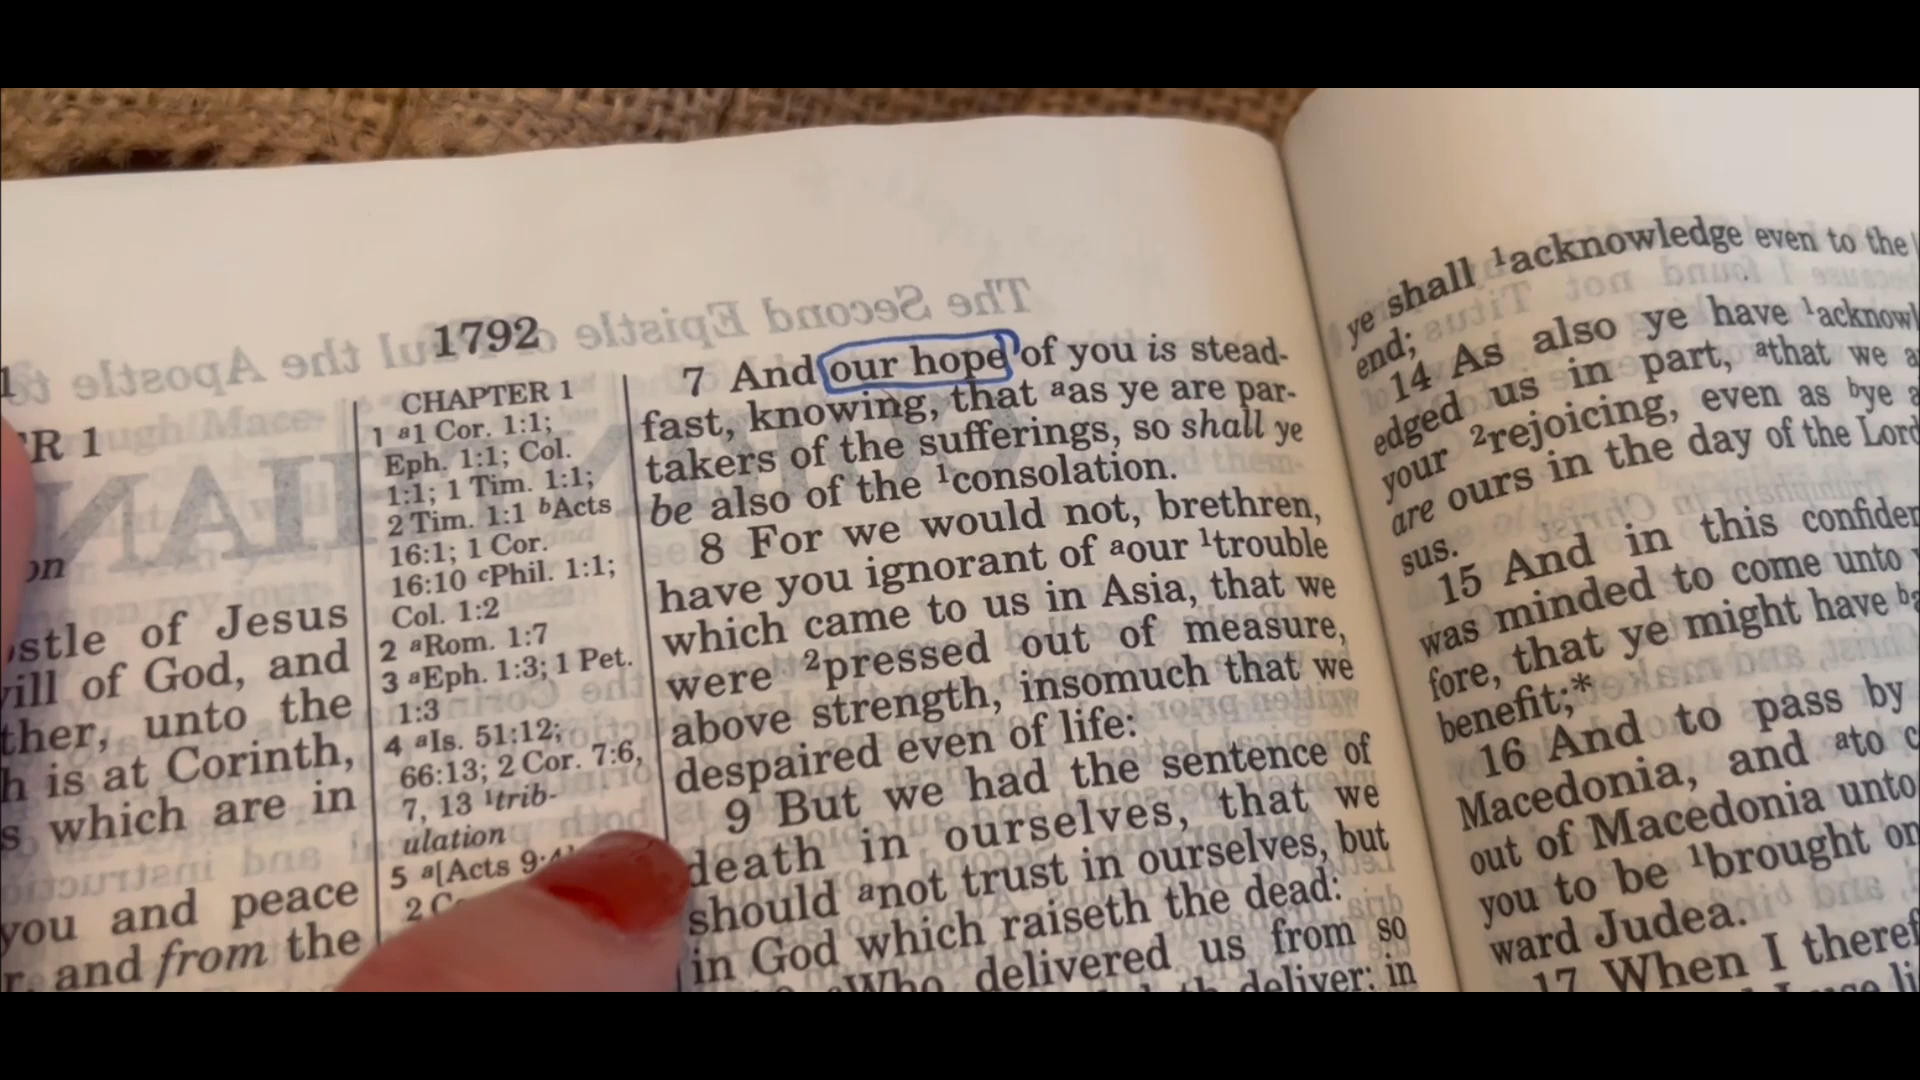 1792
R 1
on
stle of Jesus
ill of God, and
ther, unto the
h is at Corinth,
s which are in
you and peace
r, and from the
CHAPTER 1
1 a1 Cor. 1:1;
Eph. 1:1; Col.
1:1; 1 Tim. 1:1;
2 Tim. 1:1 bActs
16:1; 1 Cor.
16:10 cPhil. 1:1;
Col. 1:2
2 aRom. 1:7
3 aEph. 1:3; 1 Pet.
1:3
4 aIs. 51:12;
66:13; 2 Cor. 7:6,
7, 13 1trib-
ulation
5 a[Acts 9:4
2 C
7 And our hope of you is stead-
fast, knowing, that aas ye are par-
takers of the sufferings, so shall ye
be also of the 1consolation.
8 For we would not, brethren,
have you ignorant of aour 1trouble
which came to us in Asia, that we
were 2pressed out of measure,
above strength, insomuch that we
despaired even of life:
9 But we had the sentence of
death in ourselves, that we
should anot trust in ourselves, but
in God which raiseth the dead:
Who delivered us from so
deliver: in
ye shall 1acknowledge even to the
end;
14 As also ye have 1acknowl
edged us in part, athat we a
your 2rejoicing, even as bye a
are ours in the day of the Lord
sus.
15 And in this confiden
was minded to come unto
fore, that ye might have b
benefit;*
16 And to pass by
Macedonia, and ato c
out of Macedonia unto
you to be 1brought on
ward Judea.
17 When I theref